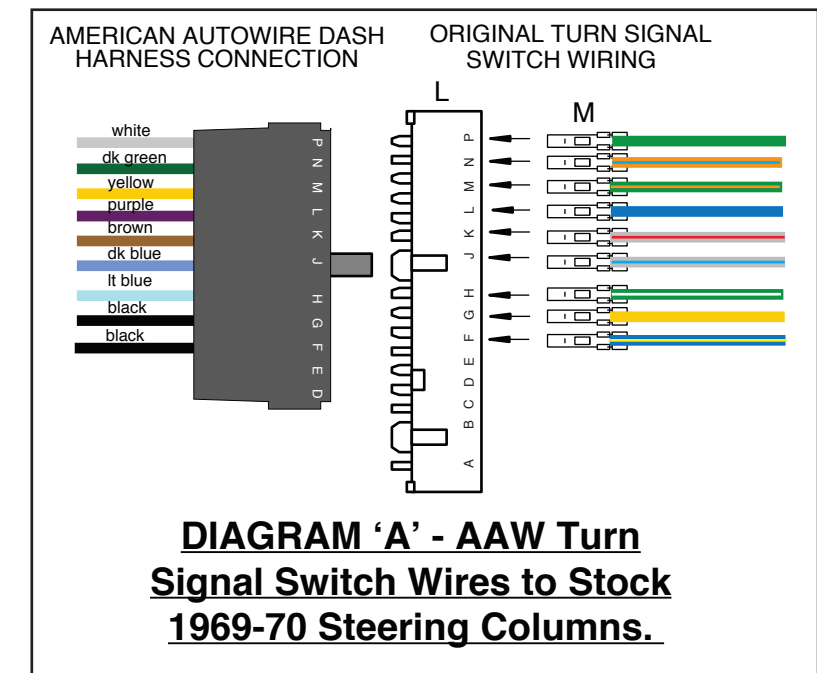 AMERICAN AUTOWIRE DASH
HARNESS CONNECTION
ORIGINAL TURN SIGNAL
SWITCH WIRING
L
M
white
dk green
yellow
purple
brown
dk blue
lt blue
black
black
P
N
M
L
K
J
H
G
F
E
D
P
N
M
L
K
J
H
G
F
E
D
C
B
A
DIAGRAM ‘A’ - AAW Turn
Signal Switch Wires to Stock
1969-70 Steering Columns.